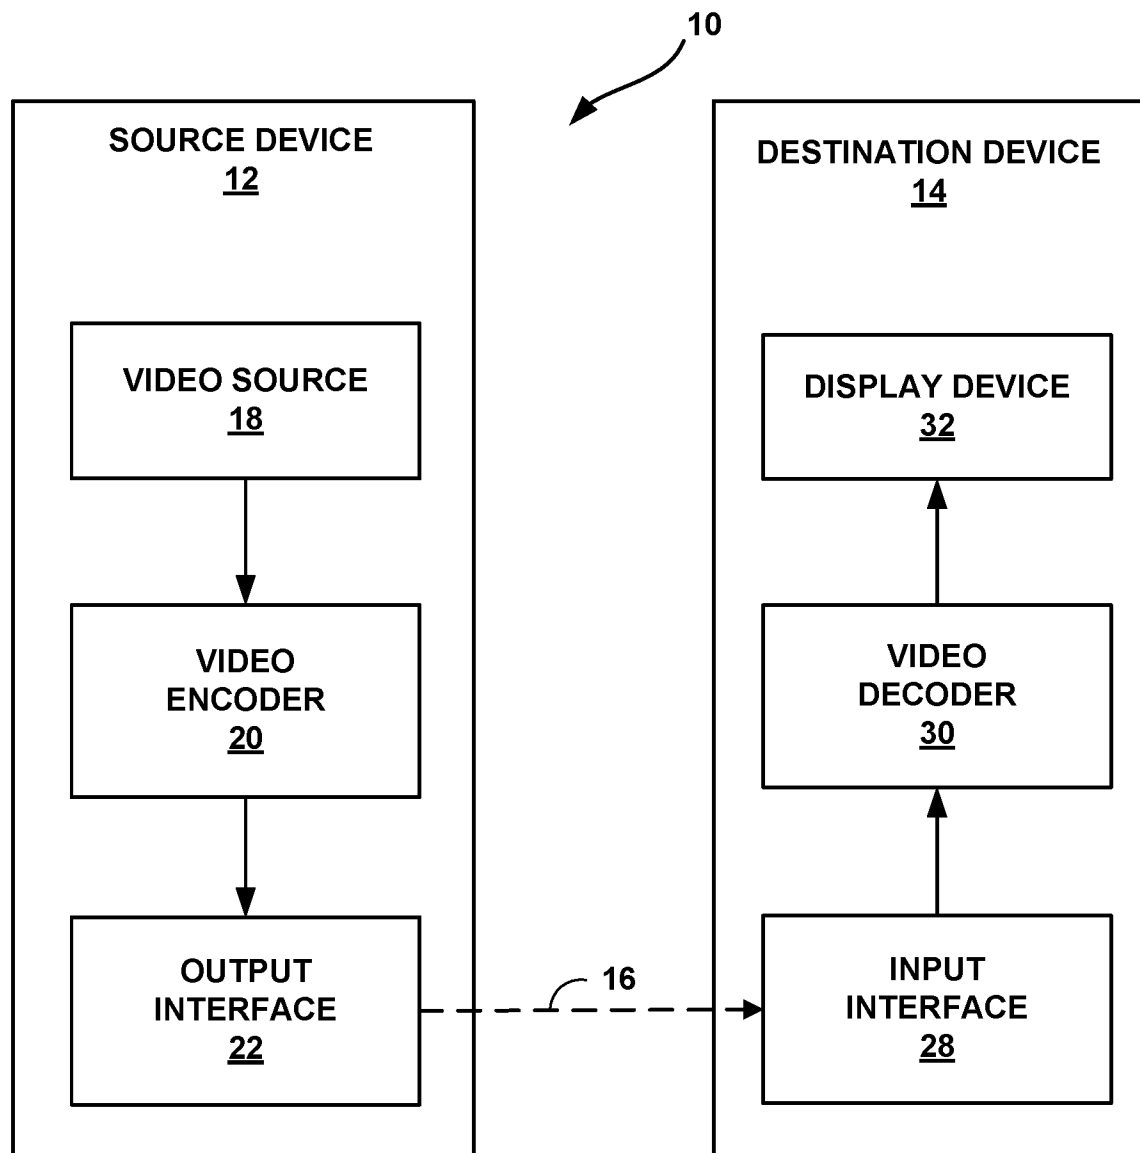 10
SOURCE DEVICE
12
VIDEO SOURCE
18
VIDEO
ENCODER
20
OUTPUT
INTERFACE
22
16
DESTINATION DEVICE
14
DISPLAY DEVICE
32
VIDEO
DECODER
30
INPUT
INTERFACE
28